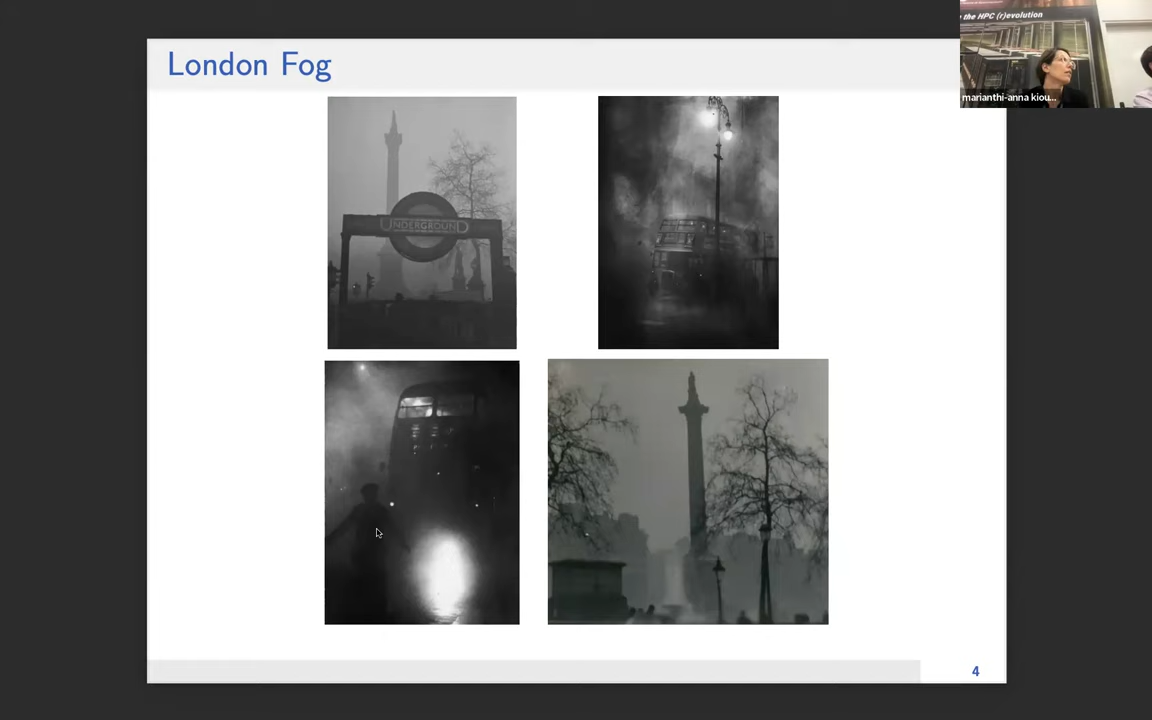 London Fog
the HPC (r)evolution
marianthi-anna kiou...
UNDERGROUND
4